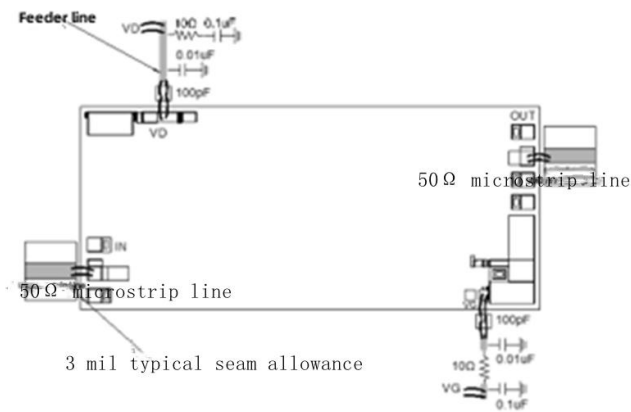 Feeder line
VD
10Ω 0.1uF
0.01uF
100pF
VD
OUT
50Ω microstrip line
IN
50Ω microstrip line
3 mil typical seam allowance
100pF
0.01uF
10Ω
VG
0.1uF